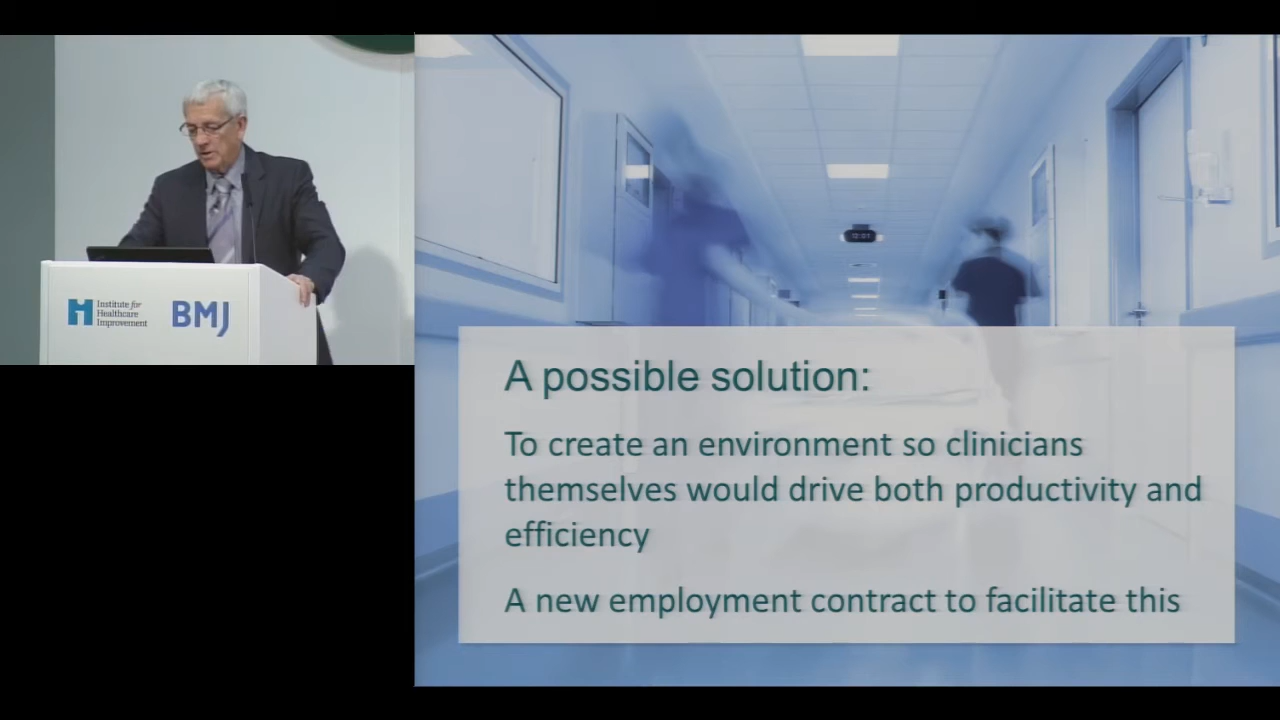 Institute for
Healthcare
Improvement
BMJ
A possible solution:
To create an environment so clinicians
themselves would drive both productivity and
efficiency
A new employment contract to facilitate this